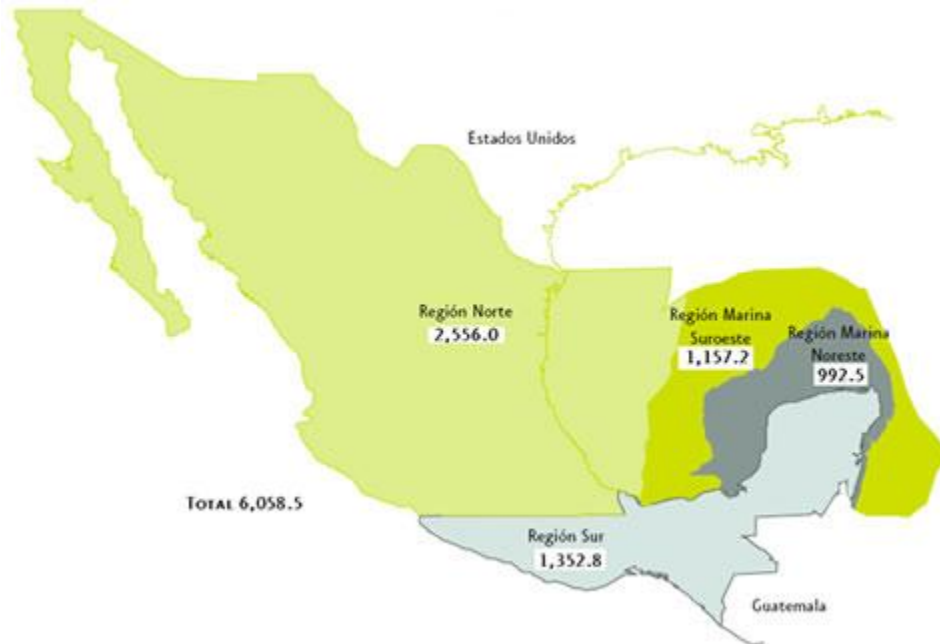 Estados Unidos
Región Norte
2,556.0
Región Marina
Suroeste
1,157.2
Región Marina
Noreste
992.5
TOTAL 6,058.5
Región Sur
1,352.8
Guatemala